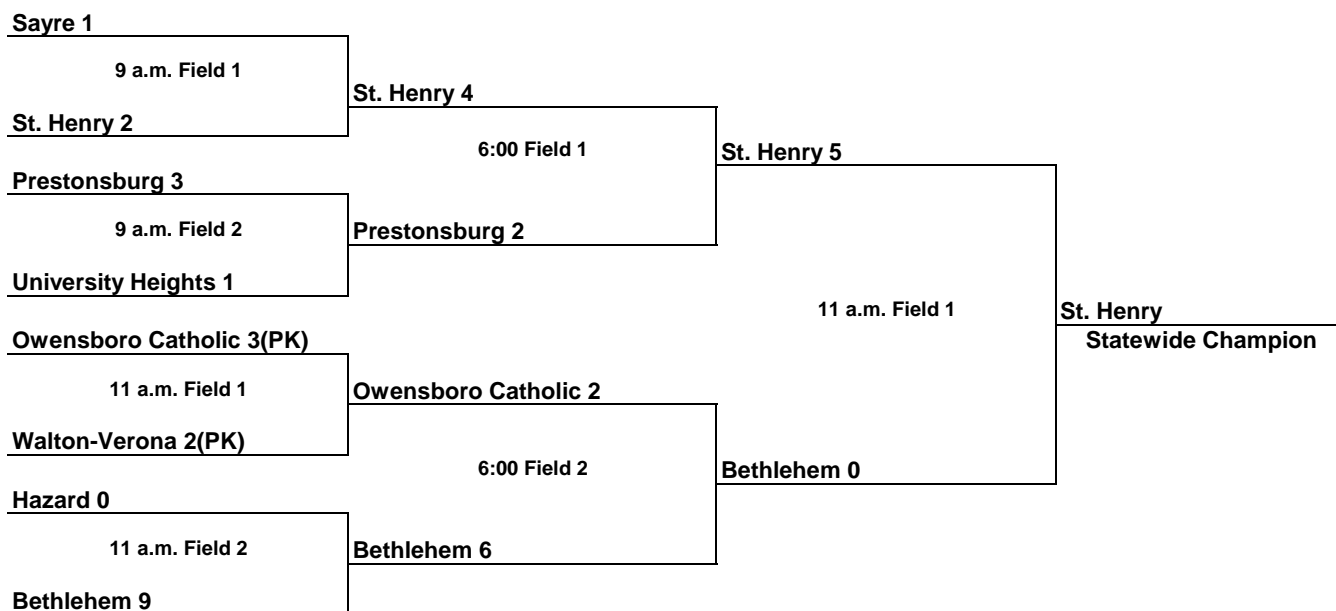 Sayre 1
9 a.m. Field 1
St. Henry 4
St. Henry 2
6:00 Field 1
St. Henry 5
Prestonsburg 3
9 a.m. Field 2
Prestonsburg 2
University Heights 1
11 a.m. Field 1
St. Henry
Statewide Champion
Owensboro Catholic 3(PK)
11 a.m. Field 1
Owensboro Catholic 2
Walton-Verona 2(PK)
6:00 Field 2
Bethlehem 0
Hazard 0
11 a.m. Field 2
Bethlehem 6
Bethlehem 9